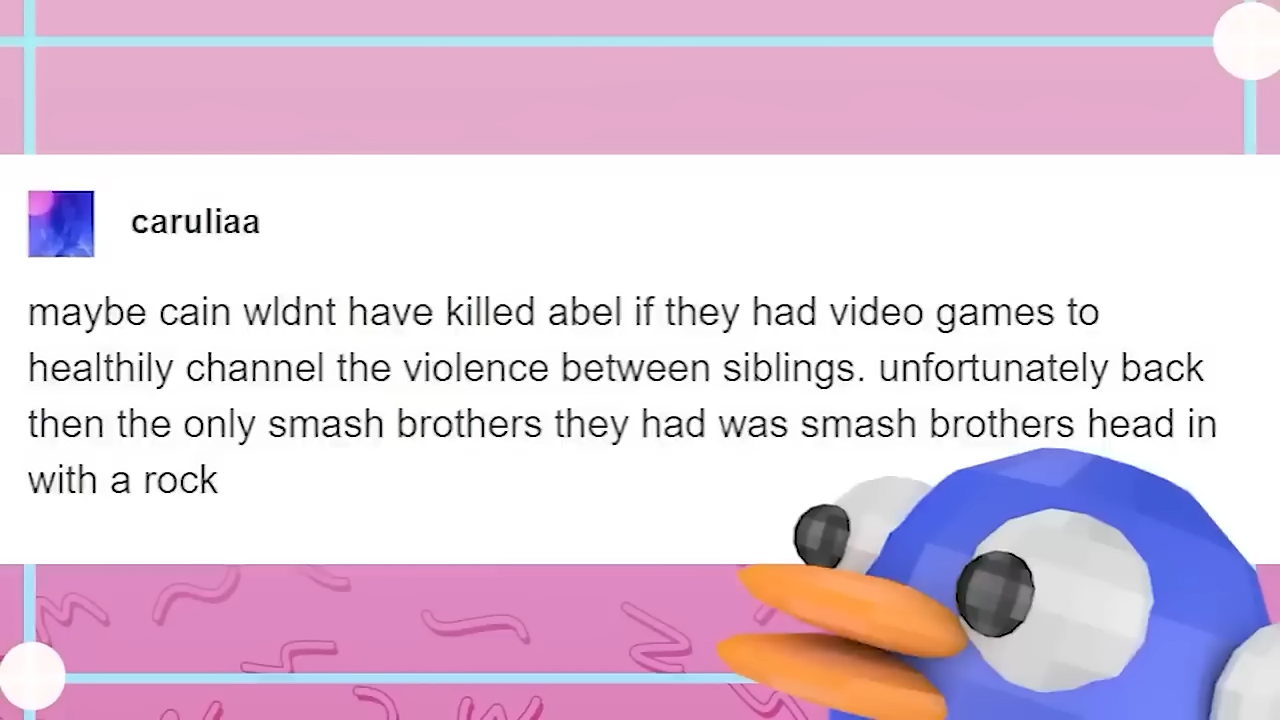 caruliaa
maybe cain wldnt have killed abel if they had video games to
healthily channel the violence between siblings. unfortunately back
then the only smash brothers they had was smash brothers head in
with a rock